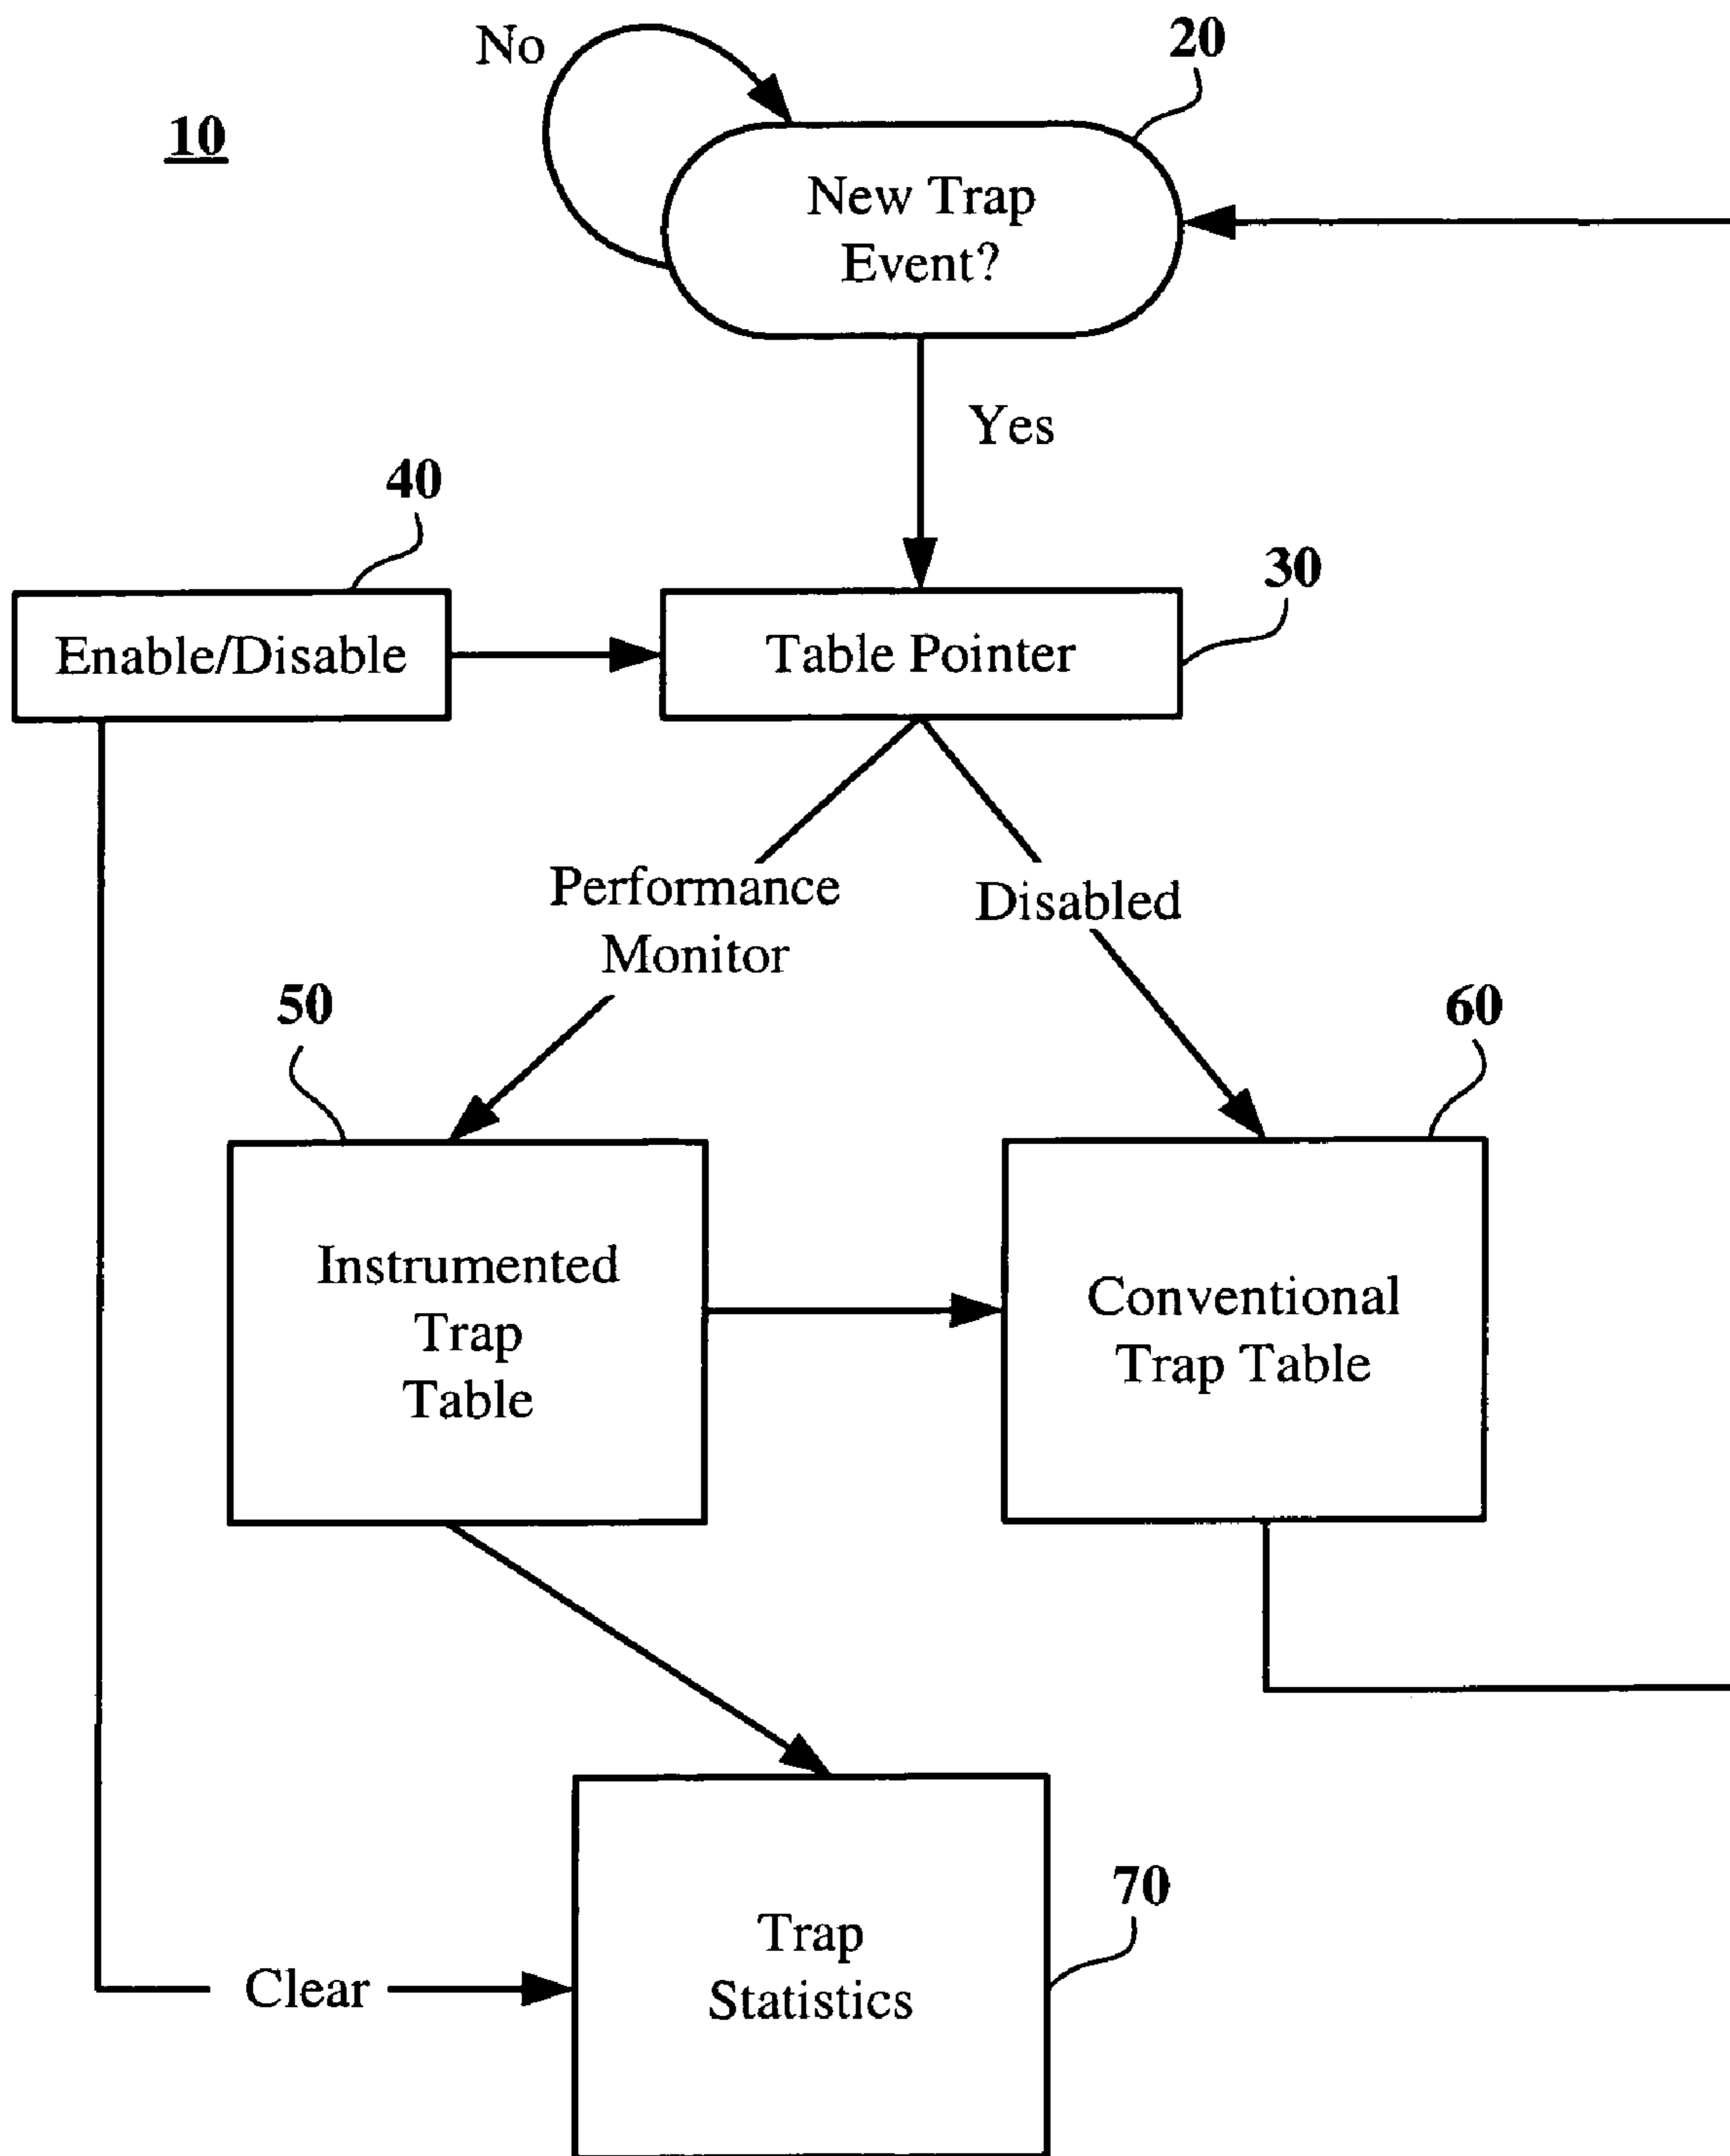 No
20
10
New Trap
Event?
Yes
40
30
Enable/Disable
Table Pointer
Performance
Monitor
Disabled
50
60
Instrumented
Trap
Table
Conventional
Trap Table
70
Trap
Statistics
Clear